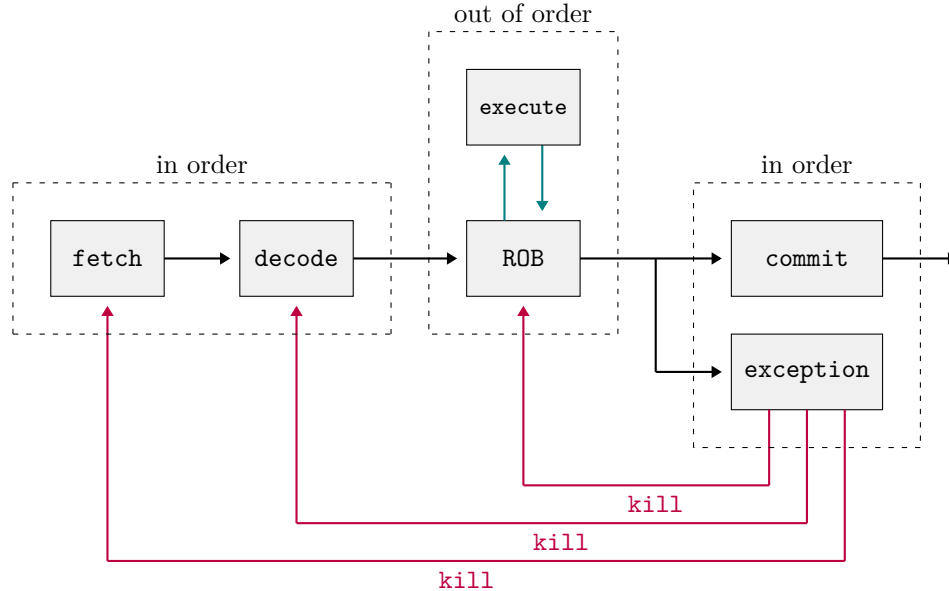 out of order
execute
in order
in order
fetch
decode
ROB
commit
exception
kill
kill
kill